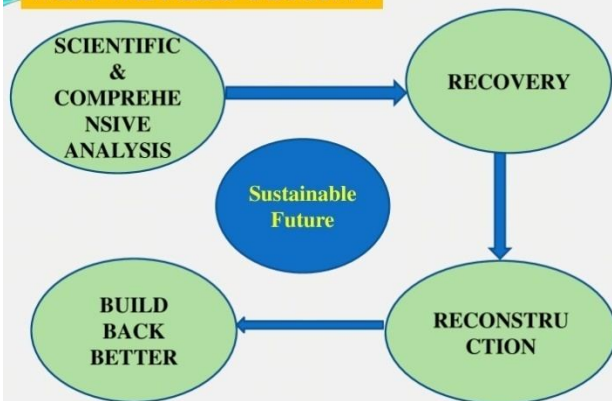 SCIENTIFIC
&
COMPREHE
NSIVE
ANALYSIS
RECOVERY
Sustainable
Future
BUILD
BACK
BETTER
RECONSTRU
CTION